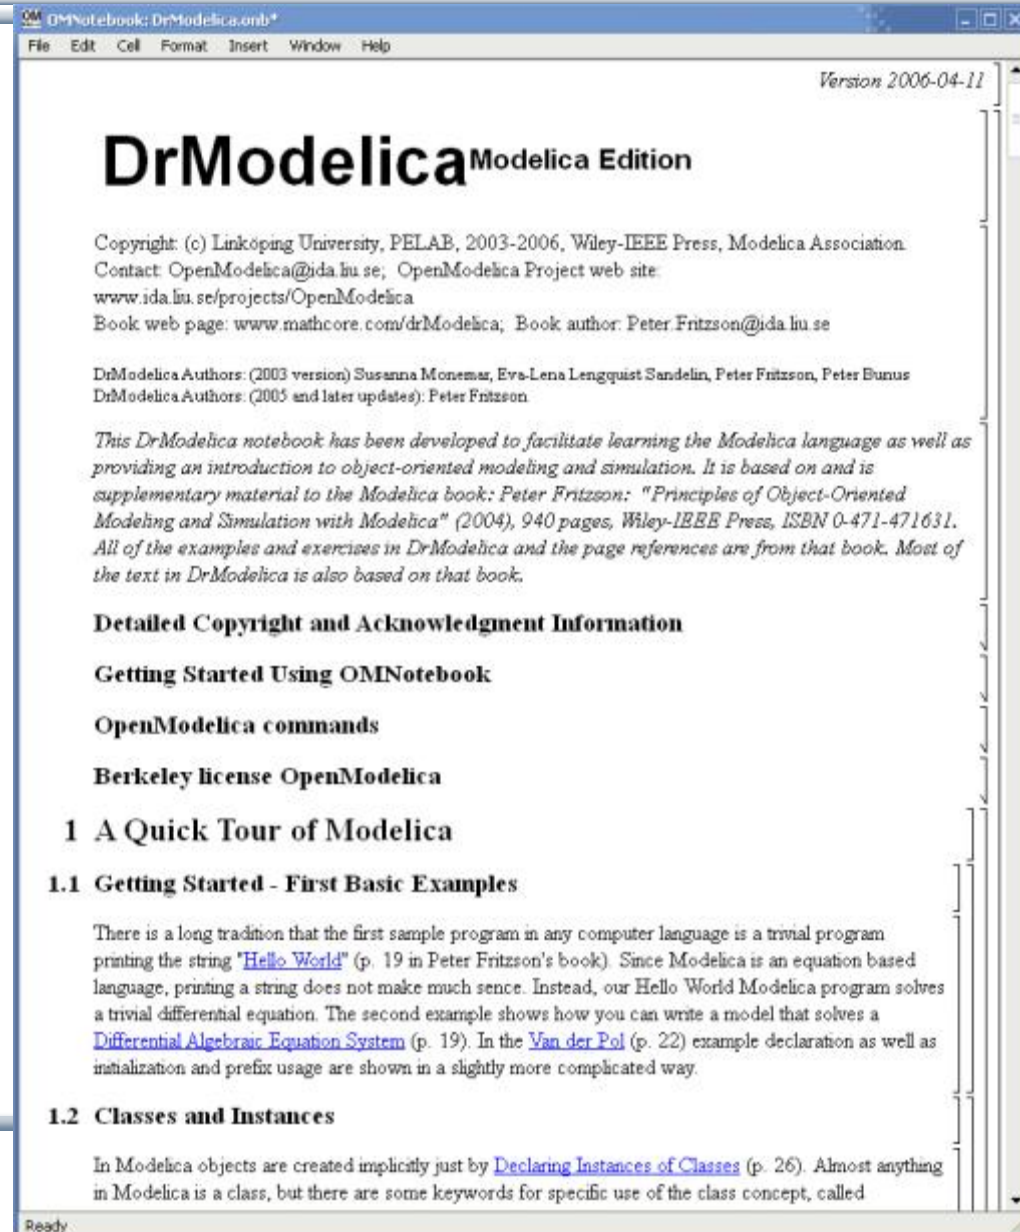 OMNotebook: DrModelica.onb*
File Edit Cell Format Insert Window Help
Version 2006-04-11
DrModelica Modelica Edition
Copyright: (c) Linköping University, PELAB, 2003-2006, Wiley-IEEE Press, Modelica Association.
Contact: OpenModelica@ida.liu.se; OpenModelica Project web site:
www.ida.liu.se/projects/OpenModelica
Book web page: www.mathcore.com/drModelica; Book author: Peter.Fritzson@ida.liu.se
DrModelica Authors: (2003 version) Susanna Monemar, Eva-Lena Lengquist Sandelin, Peter Fritzson, Peter Bunus
DrModelica Authors: (2005 and later updates): Peter Fritzson
This DrModelica notebook has been developed to facilitate learning the Modelica language as well as
providing an introduction to object-oriented modeling and simulation. It is based on and is
supplementary material to the Modelica book: Peter Fritzson: "Principles of Object-Oriented
Modeling and Simulation with Modelica" (2004), 940 pages, Wiley-IEEE Press, ISBN 0-471-471631.
All of the examples and exercises in DrModelica and the page references are from that book. Most of
the text in DrModelica is also based on that book.
Detailed Copyright and Acknowledgment Information
Getting Started Using OMNotebook
OpenModelica commands
Berkeley license OpenModelica
1 A Quick Tour of Modelica
1.1 Getting Started - First Basic Examples
There is a long tradition that the first sample program in any computer language is a trivial program
printing the string "Hello World" (p. 19 in Peter Fritzson's book). Since Modelica is an equation based
language, printing a string does not make much sence. Instead, our Hello World Modelica program solves
a trivial differential equation. The second example shows how you can write a model that solves a
Differential Algebraic Equation System (p. 19). In the Van der Pol (p. 22) example declaration as well as
initialization and prefix usage are shown in a slightly more complicated way.
1.2 Classes and Instances
In Modelica objects are created implicitly just by Declaring Instances of Classes (p. 26). Almost anything
in Modelica is a class, but there are some keywords for specific use of the class concept, called
Ready